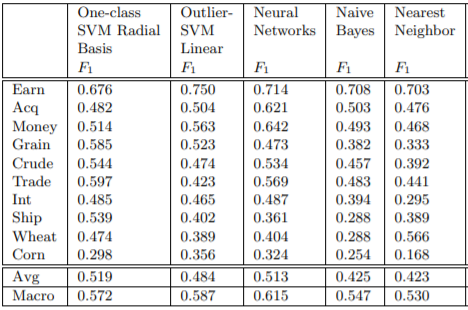 One-class Outlier- Neural Naive Nearest
SVM Radial SVM Networks Bayes Neighbor
Basis Linear
F1 F1 F1 F1 F1
Earn 0.676 0.750 0.714 0.708 0.703
Acq 0.482 0.504 0.621 0.503 0.476
Money 0.514 0.563 0.642 0.493 0.468
Grain 0.585 0.523 0.473 0.382 0.333
Crude 0.544 0.474 0.534 0.457 0.392
Trade 0.597 0.423 0.569 0.483 0.441
Int 0.485 0.465 0.487 0.394 0.295
Ship 0.539 0.402 0.361 0.288 0.389
Wheat 0.474 0.389 0.404 0.288 0.566
Corn 0.298 0.356 0.324 0.254 0.168
Avg 0.519 0.484 0.513 0.425 0.423
Macro 0.572 0.587 0.615 0.547 0.530